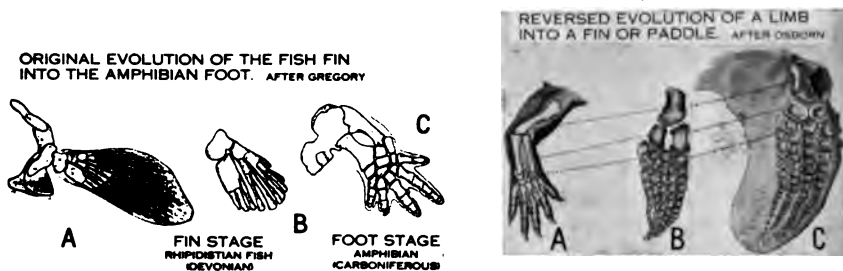 ORIGINAL EVOLUTION OF THE FISH FIN
INTO THE AMPHIBIAN FOOT. AFTER GREGORY
A
B
C
FIN STAGE
RHIPIDISTIAN FISH
(DEVONIAN)
FOOT STAGE
AMPHIBIAN
(CARBONIFEROUS)
REVERSED EVOLUTION OF A LIMB
INTO A FIN OR PADDLE. AFTER OSBORN
A
B
C